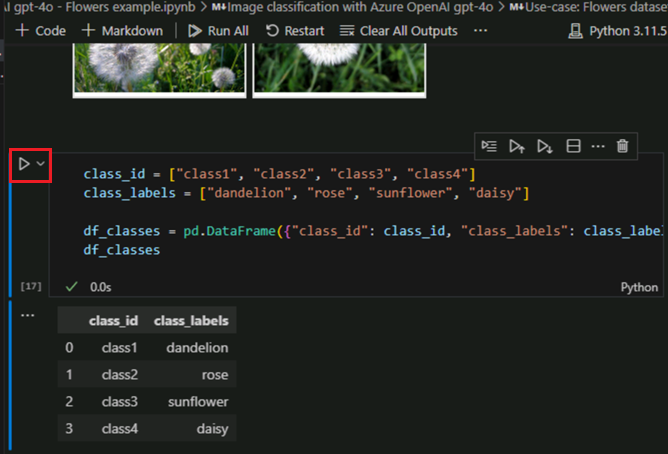 AI gpt-4o - Flowers example.ipynb > M↓Image classification with Azure OpenAI gpt-4o > M↓Use-case: Flowers dataset
+ Code + Markdown Run All Restart Clear All Outputs ... Python 3.11.5
class_id = ["class1", "class2", "class3", "class4"]
class_labels = ["dandelion", "rose", "sunflower", "daisy"]
df_classes = pd.DataFrame({"class_id": class_id, "class_labels": class_label
df_classes
[17] ✓ 0.0s Python
...
class_id class_labels
0 class1 dandelion
1 class2 rose
2 class3 sunflower
3 class4 daisy